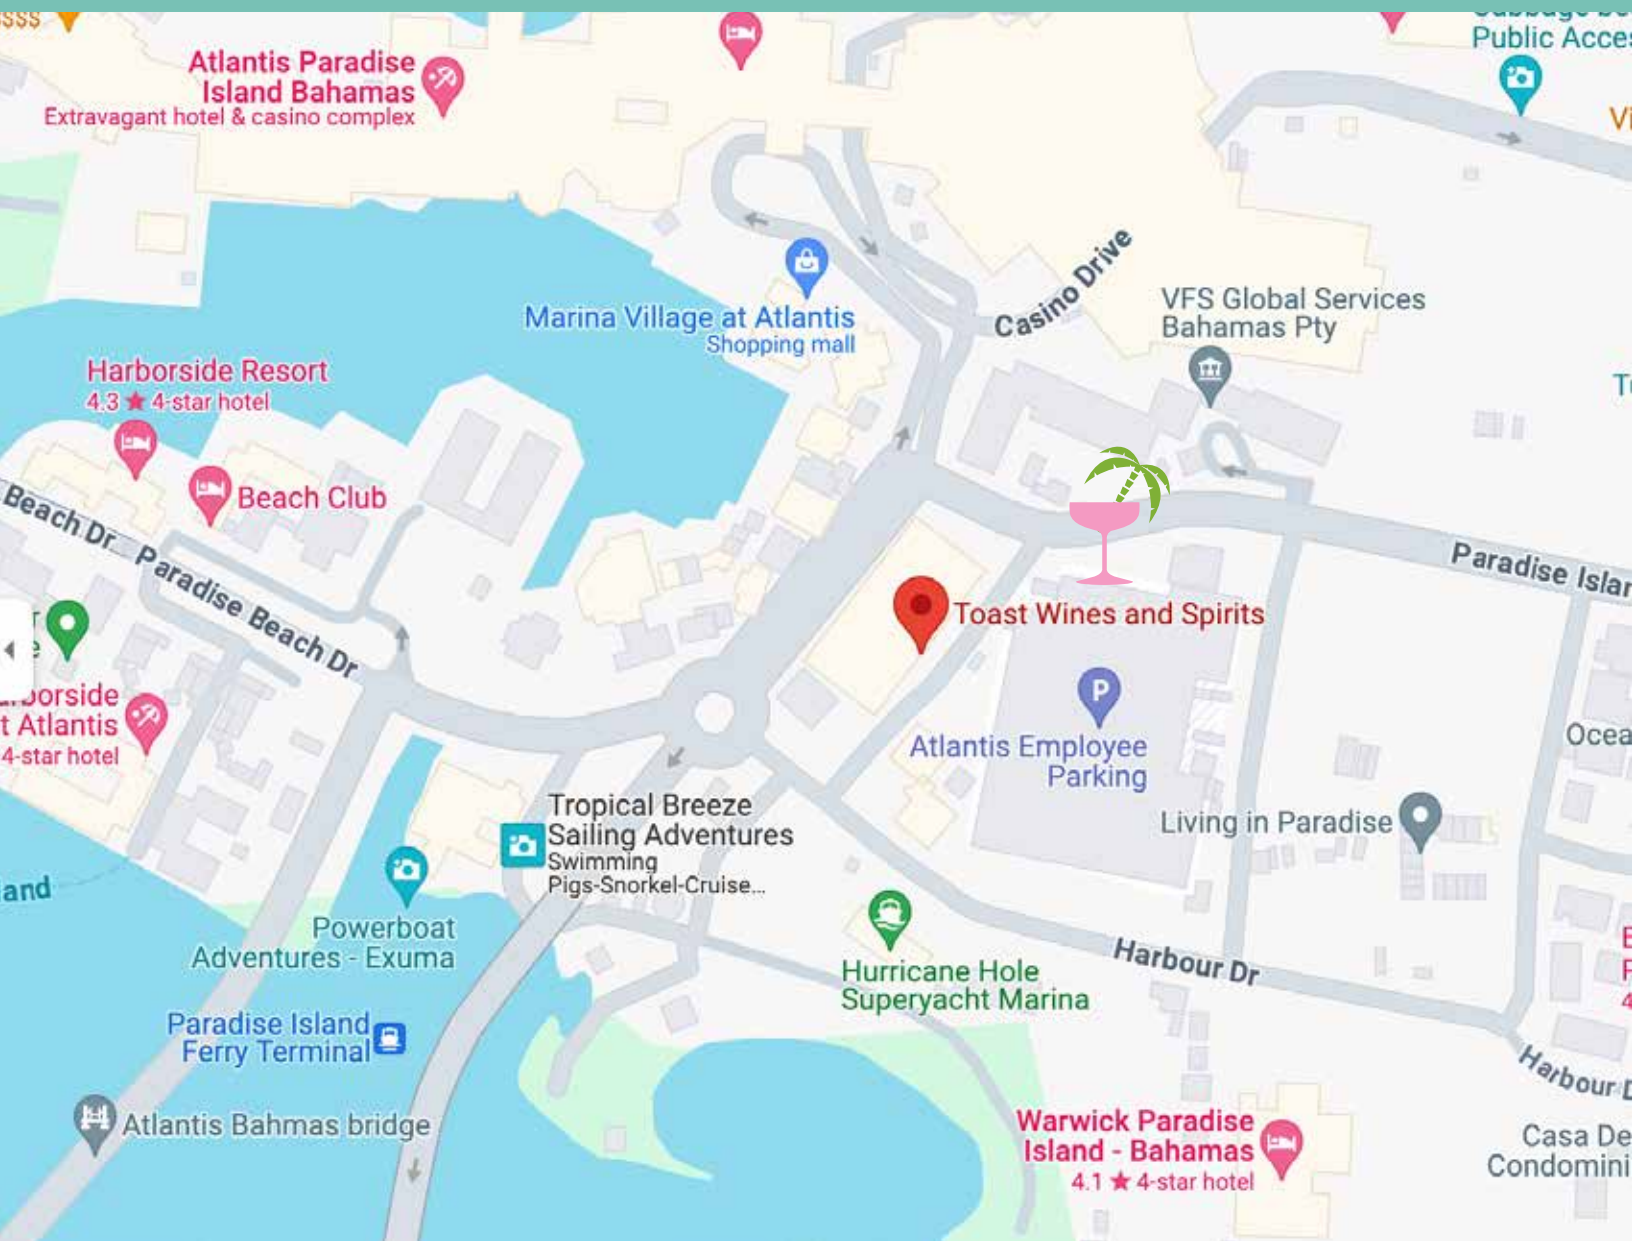 $$$
Public Acces
Atlantis Paradise
Island Bahamas
Extravagant hotel & casino complex
Vi
Casino Drive
VFS Global Services
Bahamas Pty
Marina Village at Atlantis
Shopping mall
Harborside Resort
4.3 ★ 4-star hotel
Beach Club
Beach Dr
Paradise Beach Dr
Paradise Islan
Toast Wines and Spirits
P
Atlantis Employee
Parking
orside
t Atlantis
4-star hotel
Ocea
Tropical Breeze
Sailing Adventures
Swimming
Pigs-Snorkel-Cruise...
Living in Paradise
and
Powerboat
Adventures - Exuma
Hurricane Hole
Superyacht Marina
Harbour Dr
Paradise Island
Ferry Terminal
Harbour D
Atlantis Bahmas bridge
Warwick Paradise
Island - Bahamas
4.1 ★ 4-star hotel
Casa De
Condomini